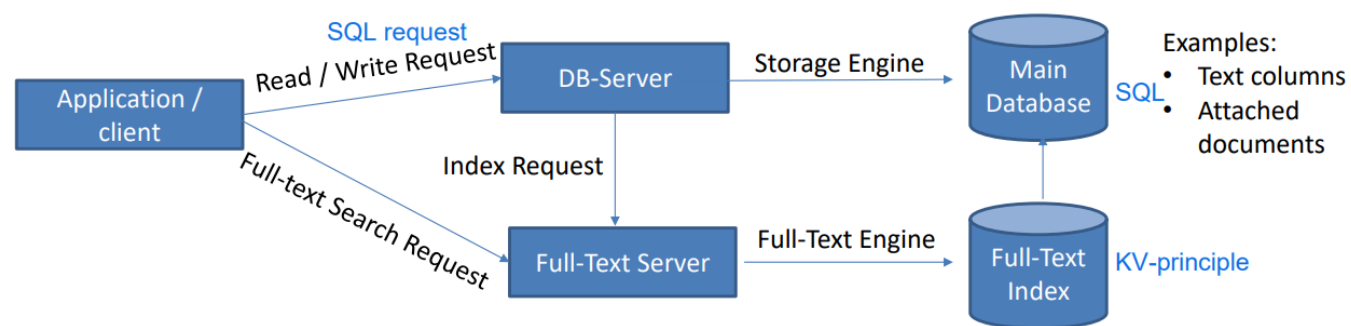 SQL request
Read / Write Request
Application /
client
DB-Server
Storage Engine
Main
Database
SQL
Examples:
• Text columns
• Attached
documents
Index Request
Full-text Search Request
Full-Text Server
Full-Text Engine
Full-Text
Index
KV-principle